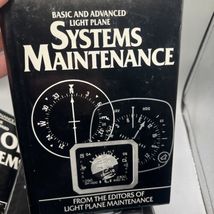 BASIC AND ADVANCED
LIGHT PLANE
SYSTEMS
MAINTENANCE
FROM THE EDITORS OF
LIGHT PLANE MAINTENANCE